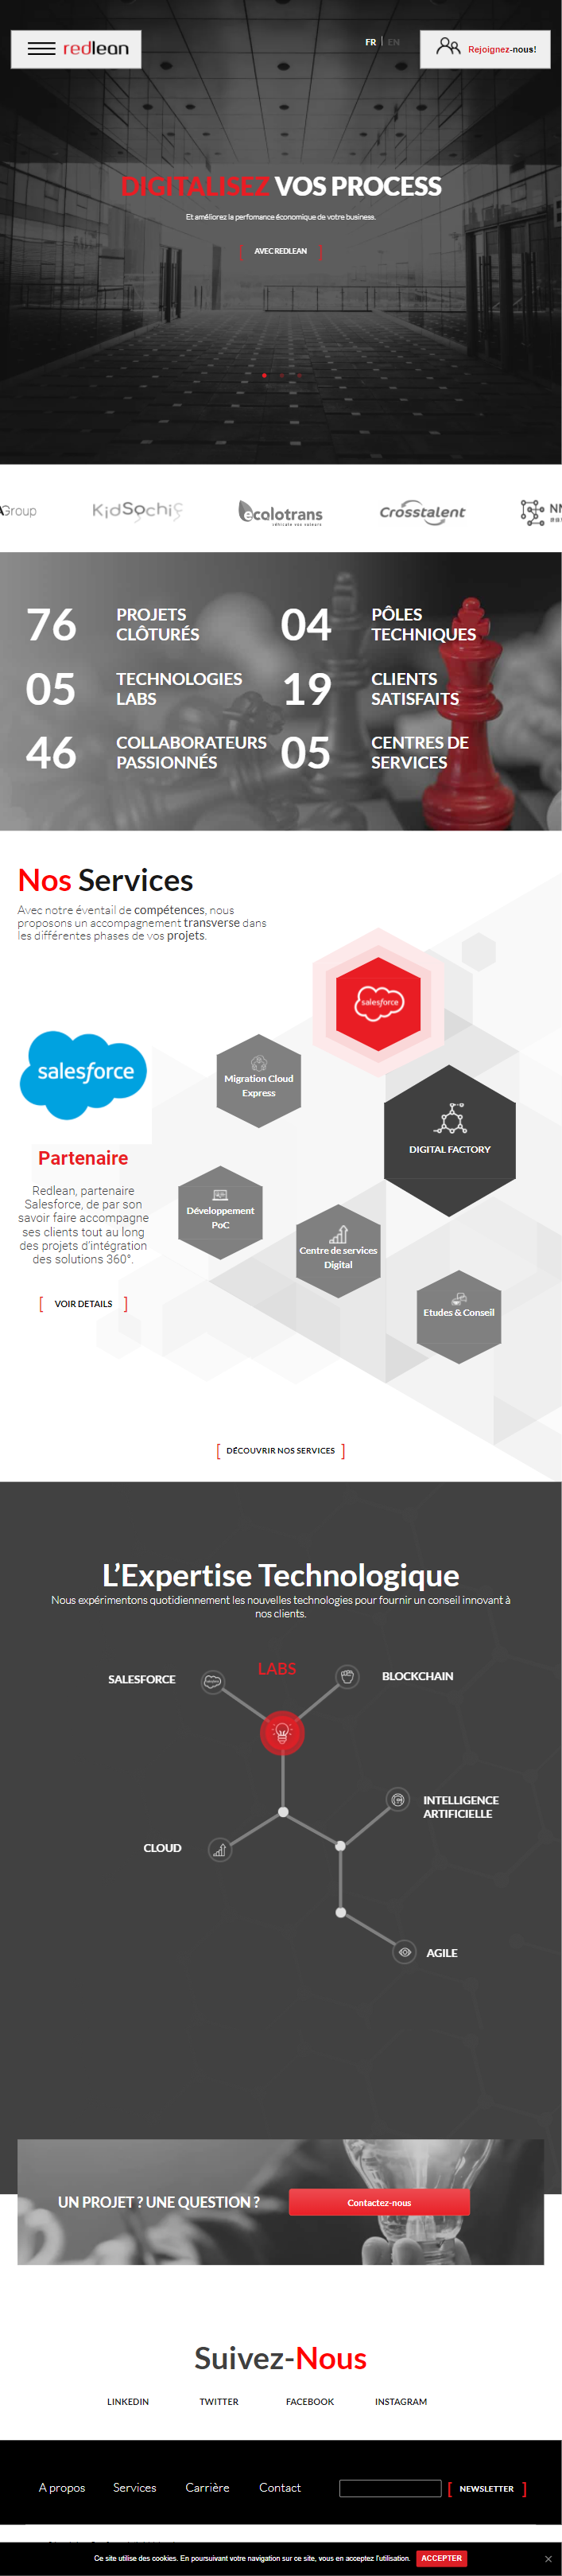 redlean
FR | EN
Rejoignez-nous!
DIGITALISEZ VOS PROCESS
Et améliorez la perfomance économique de votre business.
[ AVEC REDLEAN ]
Group
KidSochic
écolotrans
véhicule vos valeurs
Crosstalent
76
PROJETS
CLÔTURÉS
04
PÔLES
TECHNIQUES
05
TECHNOLOGIES
LABS
19
CLIENTS
SATISFAITS
46
COLLABORATEURS
PASSIONNÉS
05
CENTRES DE
SERVICES
Nos Services
Avec notre éventail de compétences, nous
proposons un accompagnement transverse dans
les différentes phases de vos projets.
salesforce
salesforce
Migration Cloud
Express
DIGITAL FACTORY
Partenaire
Redlean, partenaire
Salesforce, de par son
savoir faire accompagne
ses clients tout au long
des projets d'intégration
des solutions 360°.
[ VOIR DETAILS ]
Développement
PoC
Centre de services
Digital
Etudes & Conseil
[ DÉCOUVRIR NOS SERVICES ]
L'Expertise Technologique
Nous expérimentons quotidiennement les nouvelles technologies pour fournir un conseil innovant à
nos clients.
LABS
SALESFORCE
BLOCKCHAIN
INTELLIGENCE
ARTIFICIELLE
CLOUD
AGILE
UN PROJET ? UNE QUESTION ?
Contactez-nous
Suivez-Nous
LINKEDIN
TWITTER
FACEBOOK
INSTAGRAM
A propos
Services
Carrière
Contact
[ NEWSLETTER ]
Ce site utilise des cookies. En poursuivant votre navigation sur ce site, vous en acceptez l'utilisation.
ACCEPTER